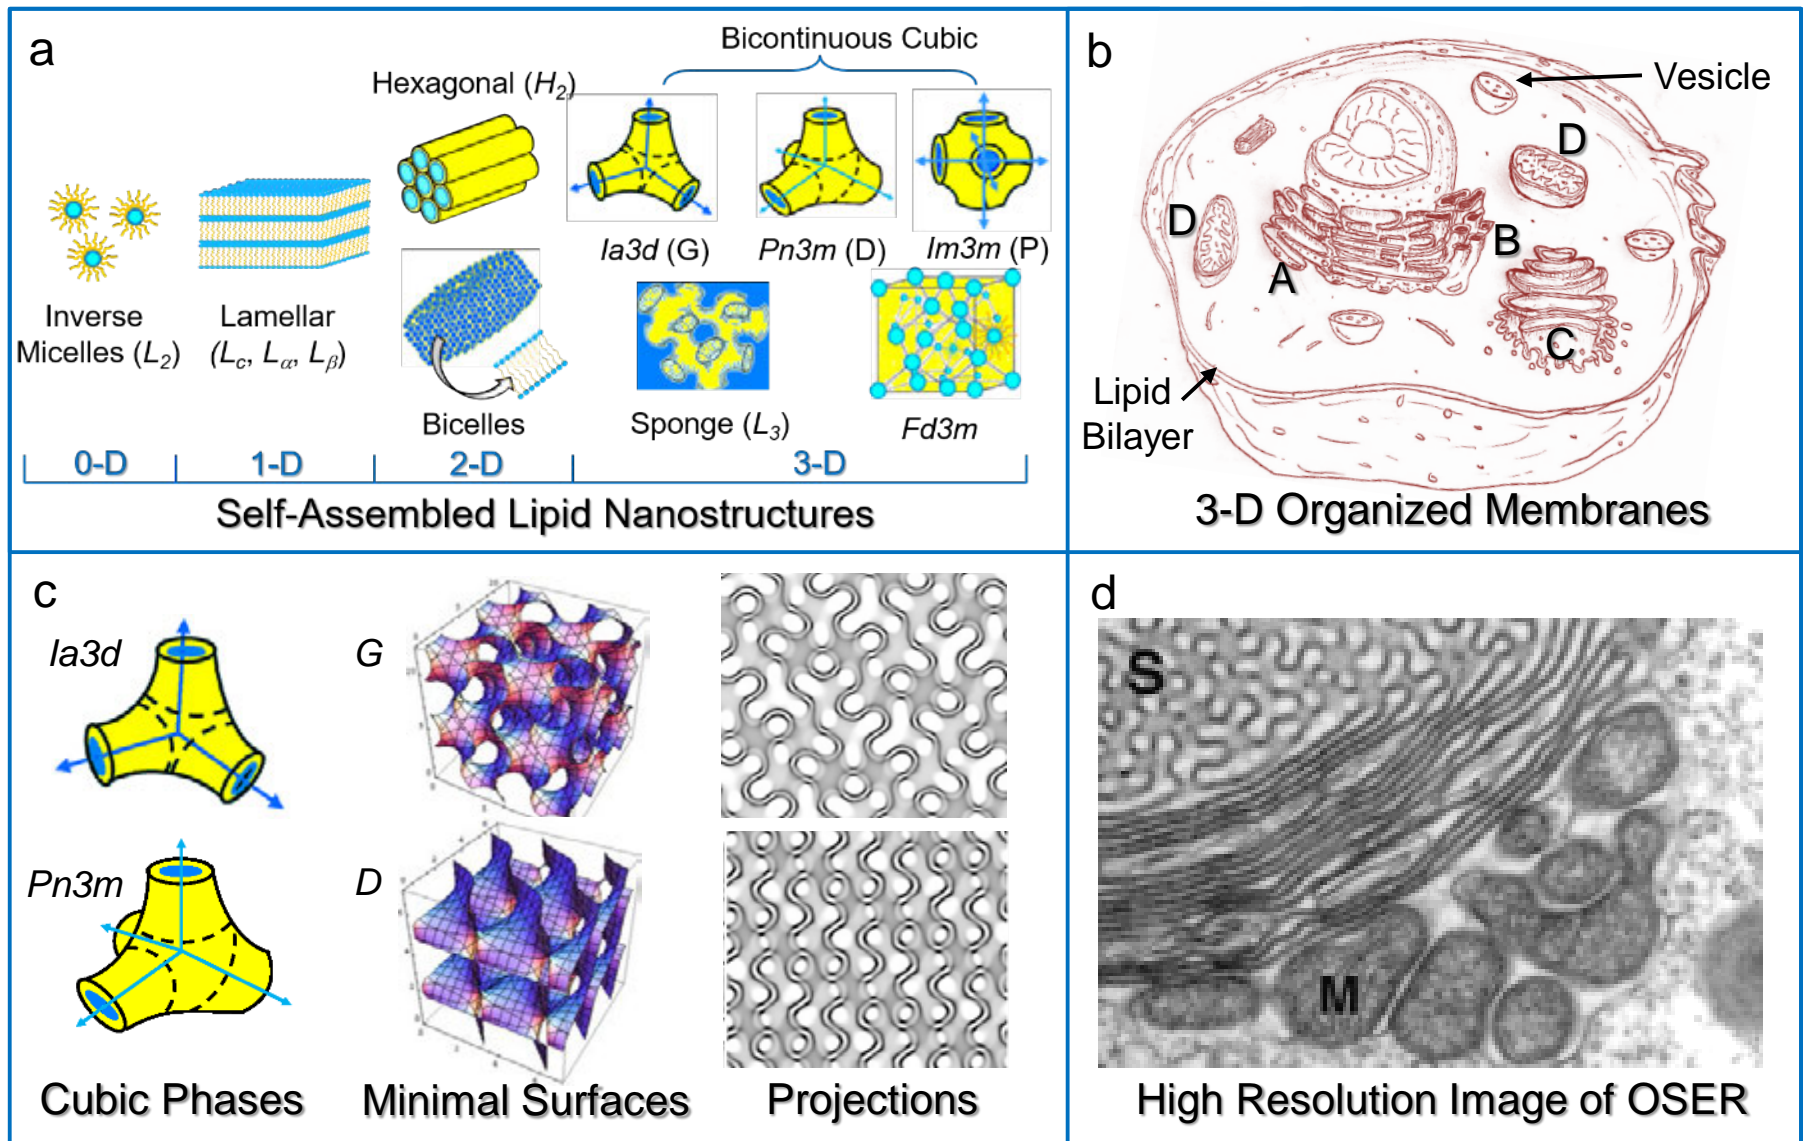 a
Bicontinuous Cubic
Hexagonal (H2)
Ia3d (G)
Pn3m (D)
Im3m (P)
Inverse
Micelles (L2)
Lamellar
(Lc, Lα, Lβ)
Bicelles
Sponge (L3)
Fd3m
0-D
1-D
2-D
3-D
Self-Assembled Lipid Nanostructures
b
Vesicle
D
D
B
A
C
Lipid
Bilayer
3-D Organized Membranes
c
Ia3d
G
Pn3m
D
Cubic Phases
Minimal Surfaces
Projections
d
S
M
High Resolution Image of OSER